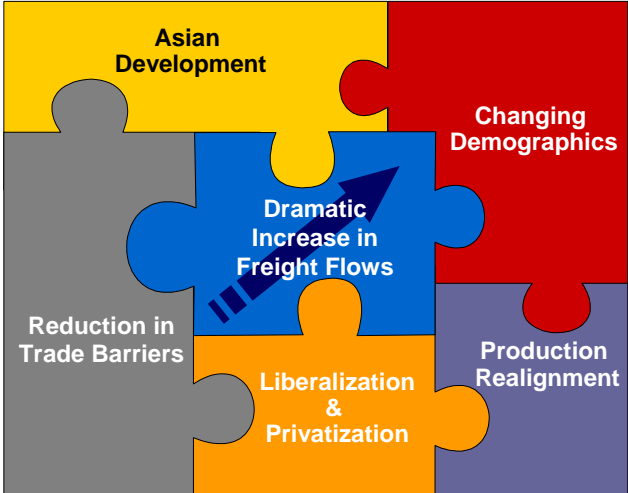 Asian
Development
Changing
Demographics
Dramatic
Increase in
Freight Flows
Reduction in
Trade Barriers
Production
Realignment
Liberalization
&
Privatization